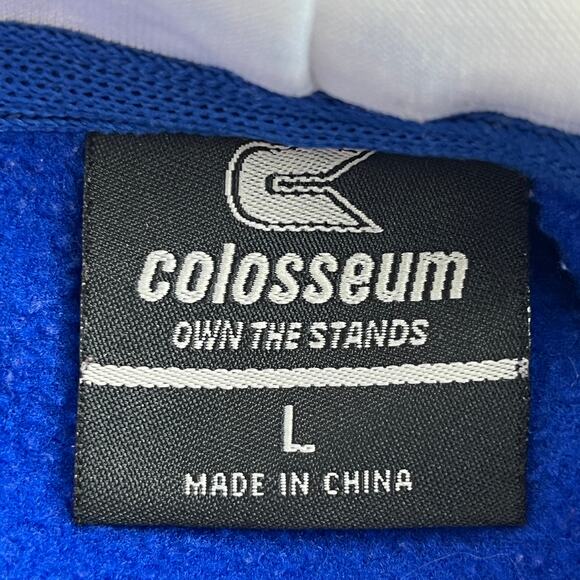 colosseum
OWN THE STANDS
L
MADE IN CHINA